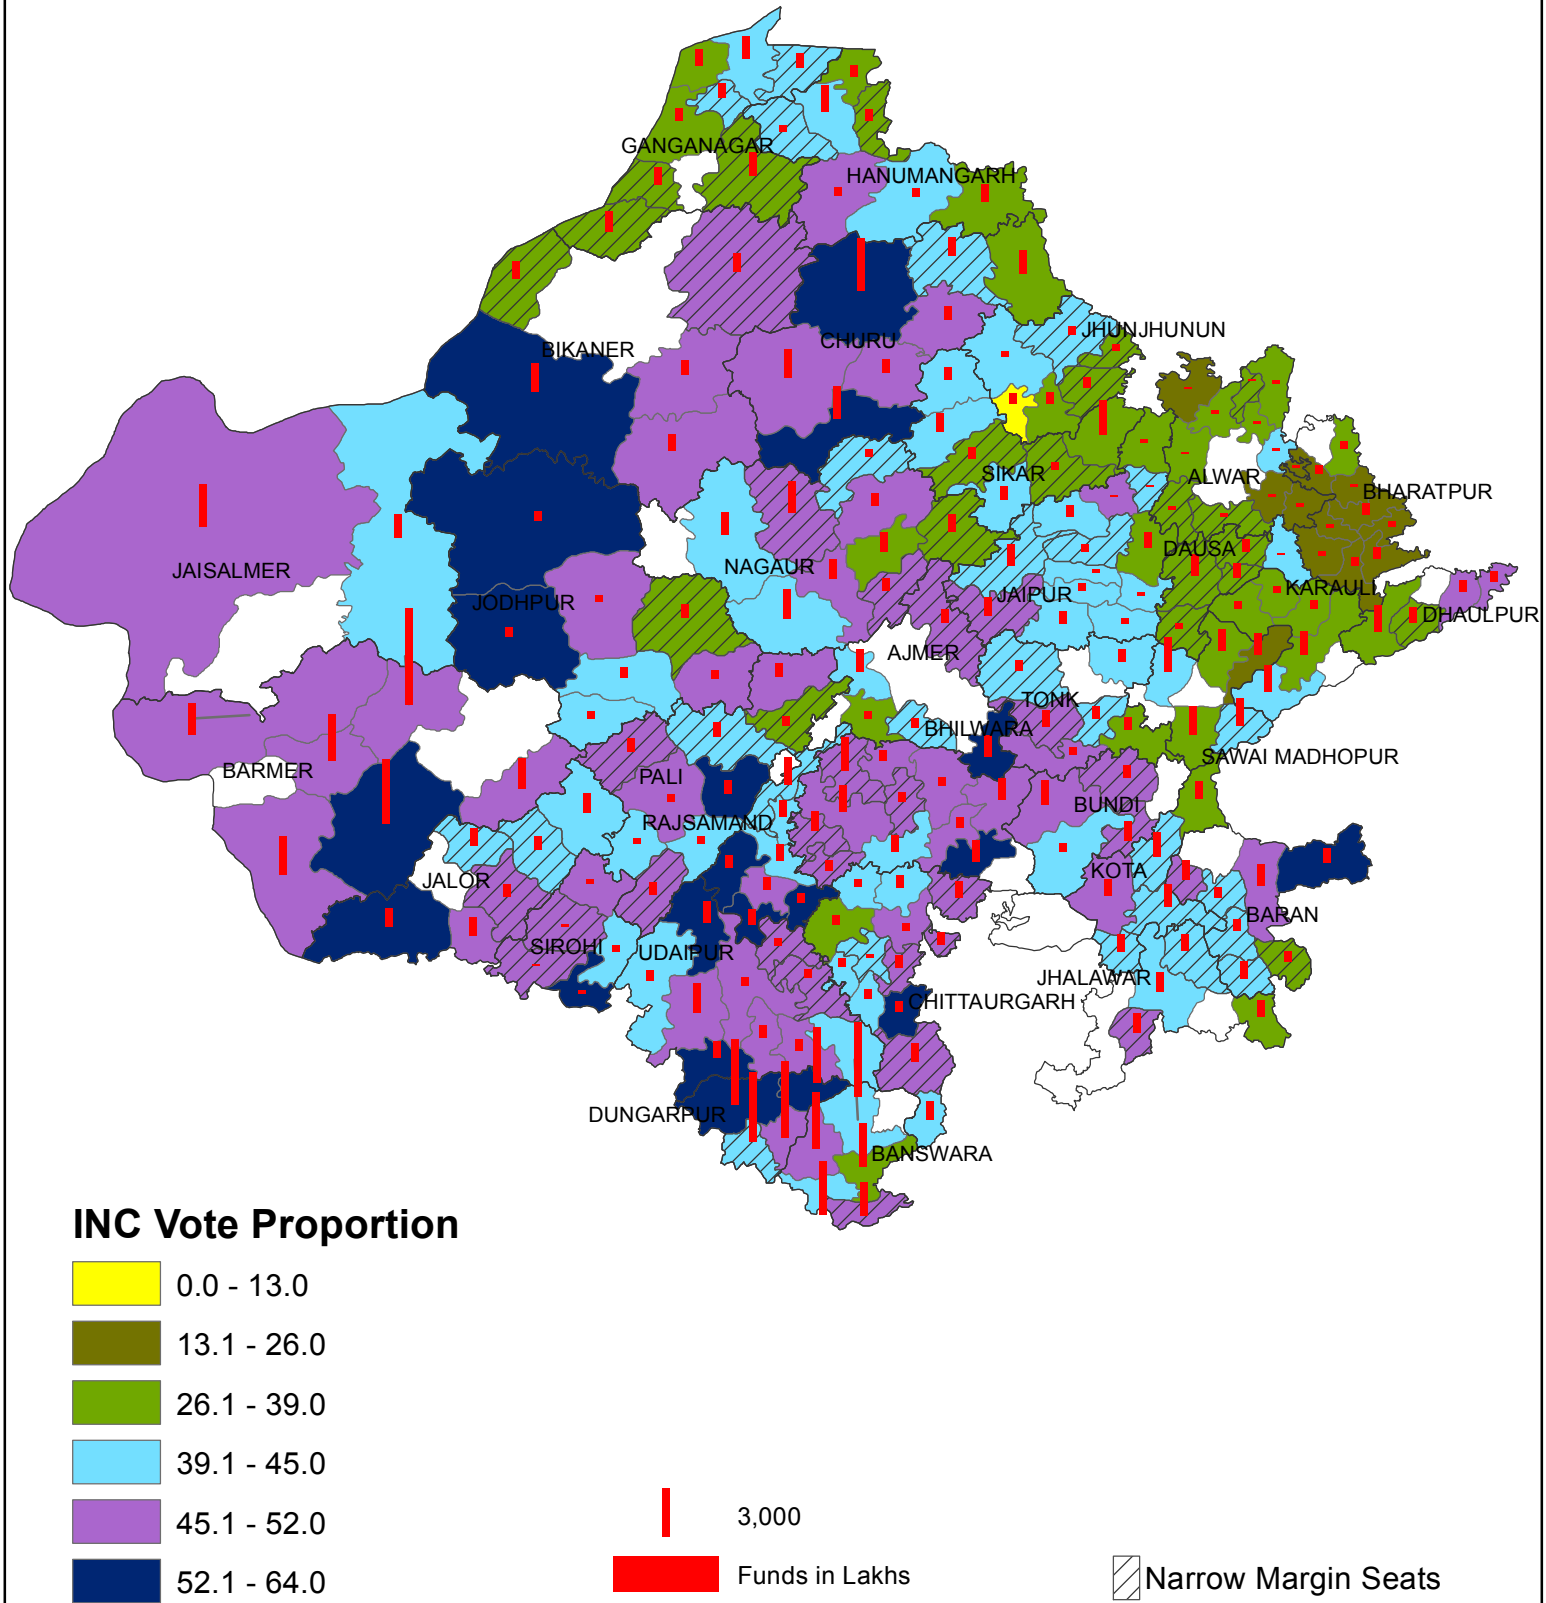 GANGANAGAR
HANUMANGARH
JHUNJHUNUN
CHURU
BIKANER
SIKAR
ALWAR
BHARATPUR
DAUSA
NAGAUR
JAISALMER
KARAULI
JAIPUR
JODHPUR
DHAULPUR
AJMER
TONK
BHILWARA
SAWAI MADHOPUR
BARMER
PALI
BUNDI
RAJSAMAND
KOTA
JALOR
BARAN
SIROHI
UDAIPUR
JHALAWAR
CHITTAURGARH
DUNGARPUR
BANSWARA
INC Vote Proportion
0.0 - 13.0
13.1 - 26.0
26.1 - 39.0
39.1 - 45.0
45.1 - 52.0
52.1 - 64.0
3,000
Funds in Lakhs
Narrow Margin Seats